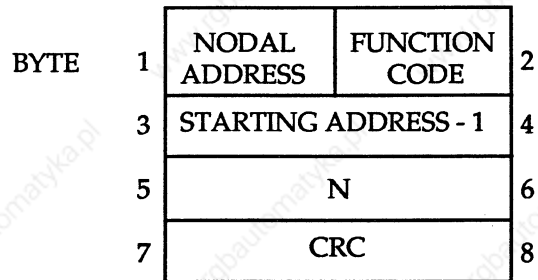 BYTE 1 NODAL ADDRESS FUNCTION CODE 2
3 STARTING ADDRESS - 1 4
5 N 6
7 CRC 8